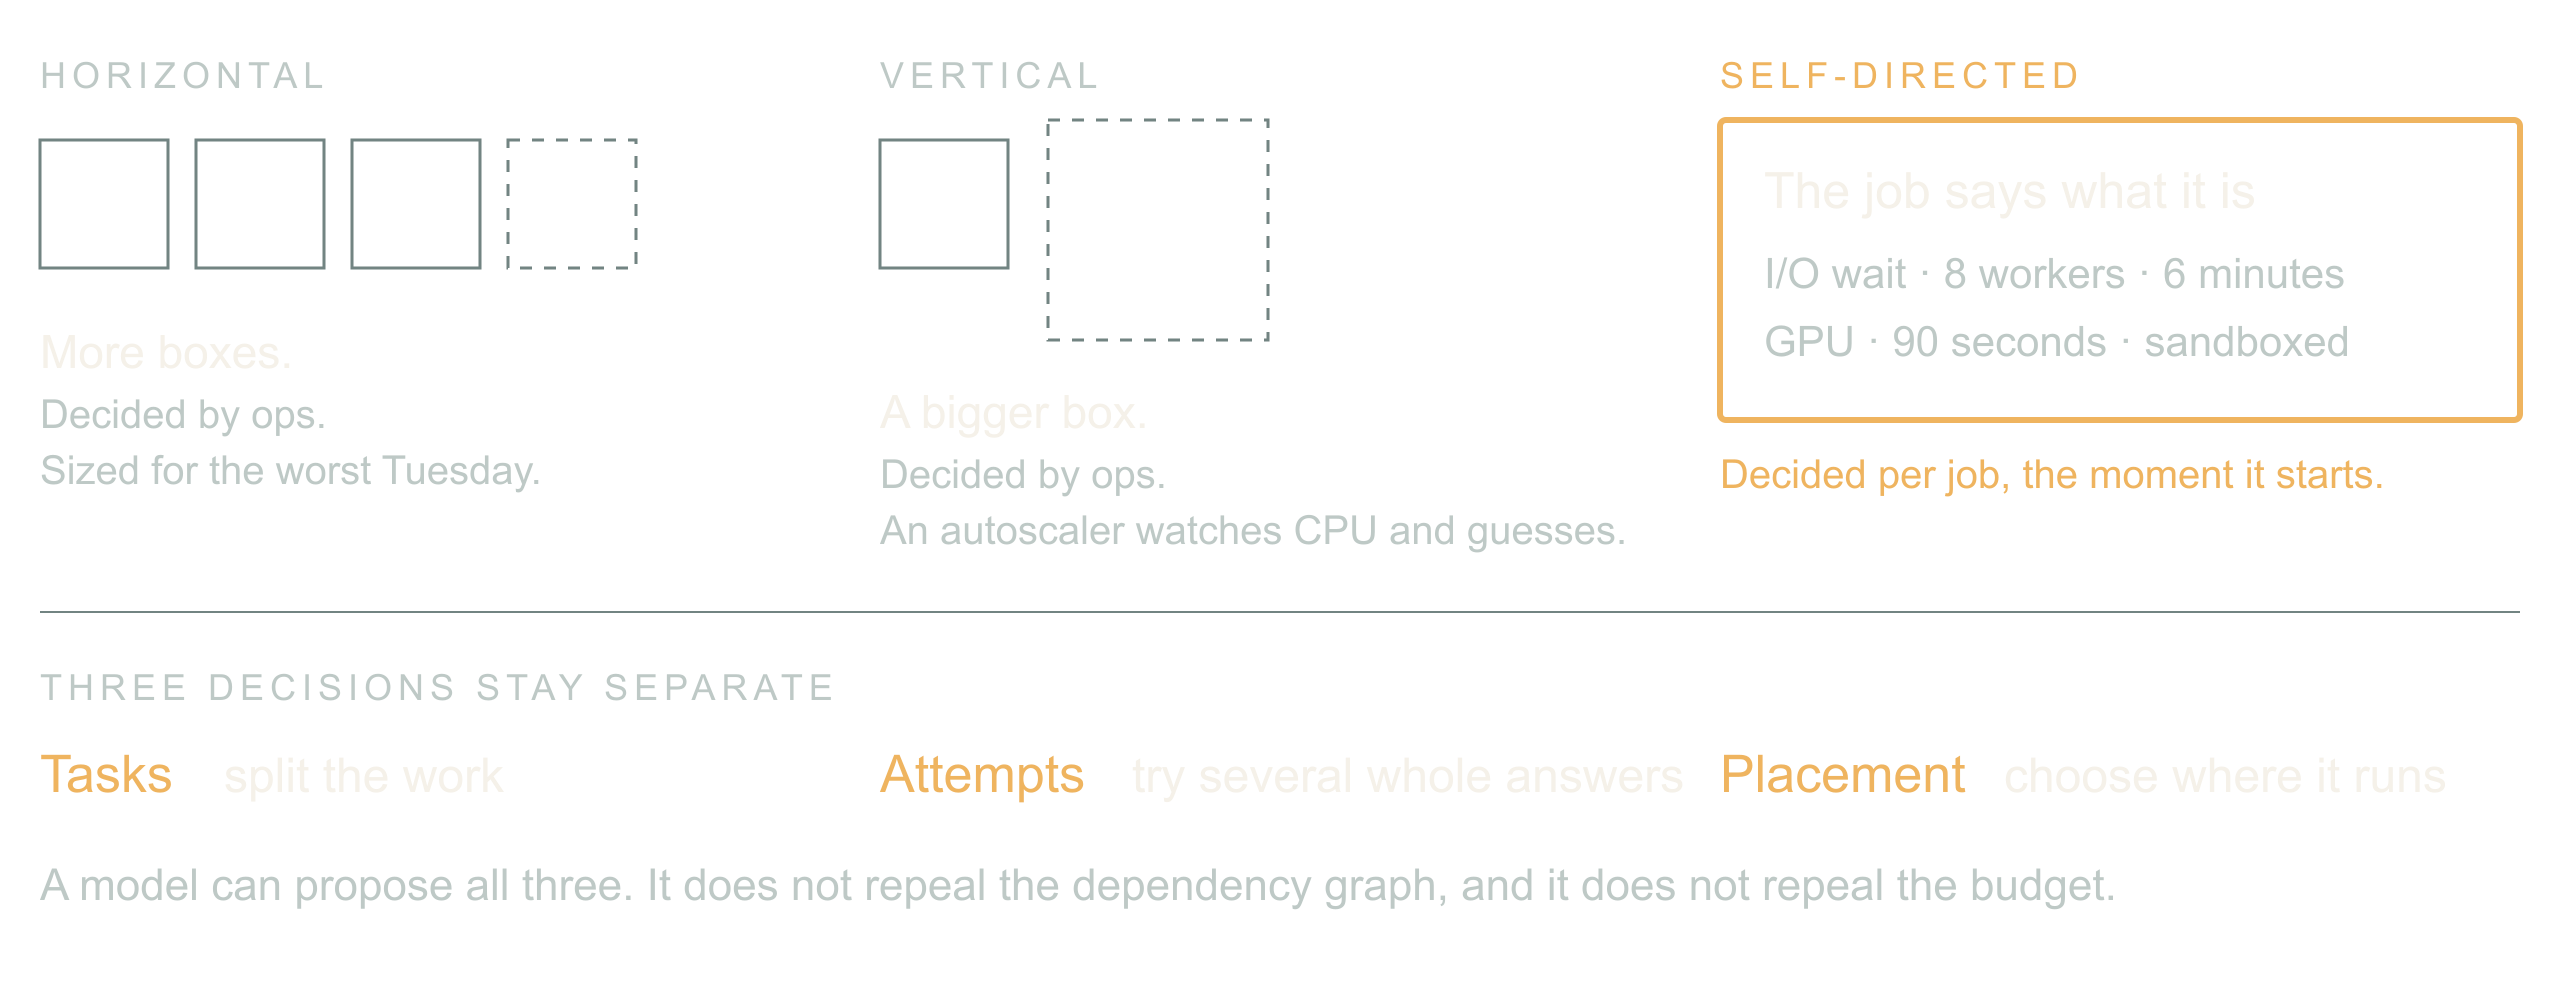 HORIZONTAL
More boxes.
Decided by ops.
Sized for the worst Tuesday.
VERTICAL
A bigger box.
Decided by ops.
An autoscaler watches CPU and guesses.
SELF-DIRECTED
The job says what it is
I/O wait · 8 workers · 6 minutes
GPU · 90 seconds · sandboxed
Decided per job, the moment it starts.
THREE DECISIONS STAY SEPARATE
Tasks split the work
Attempts try several whole answers
Placement choose where it runs
A model can propose all three. It does not repeal the dependency graph, and it does not repeal the budget.